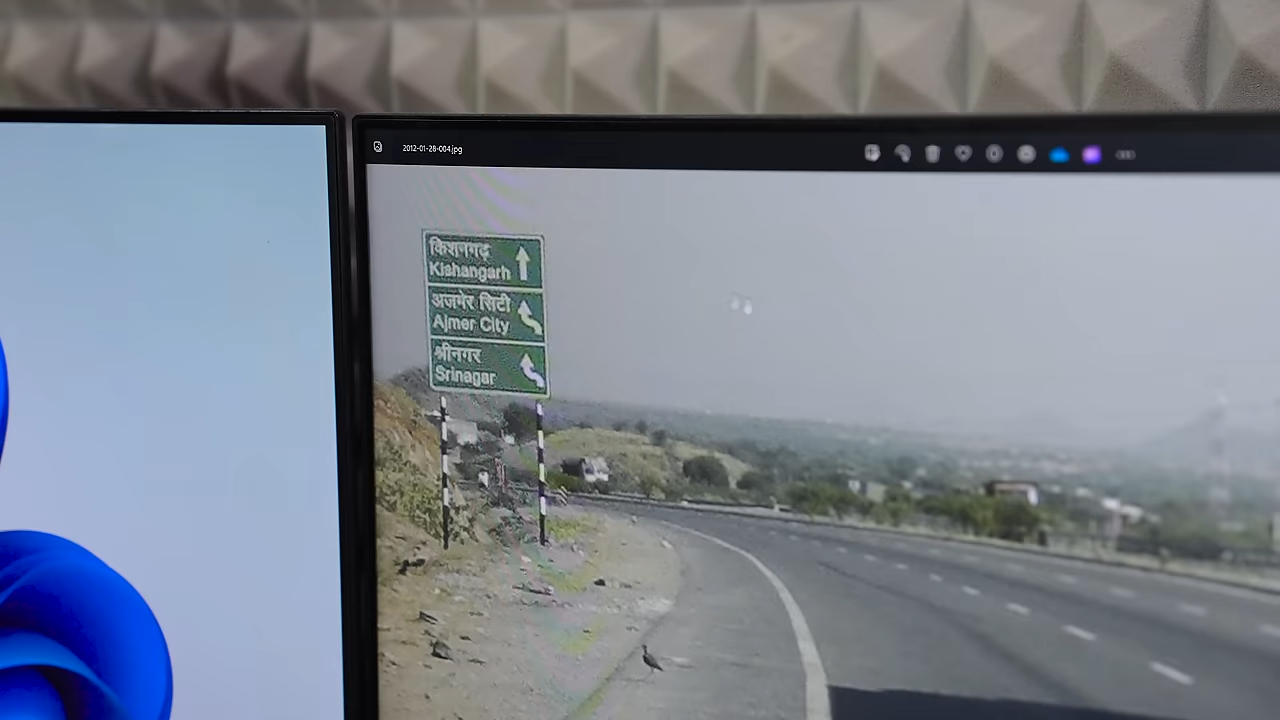 2012-01-28-004.jpg
किशनगढ़
Kishangarh
अजमेर सिटी
Ajmer City
श्रीनगर
Srinagar